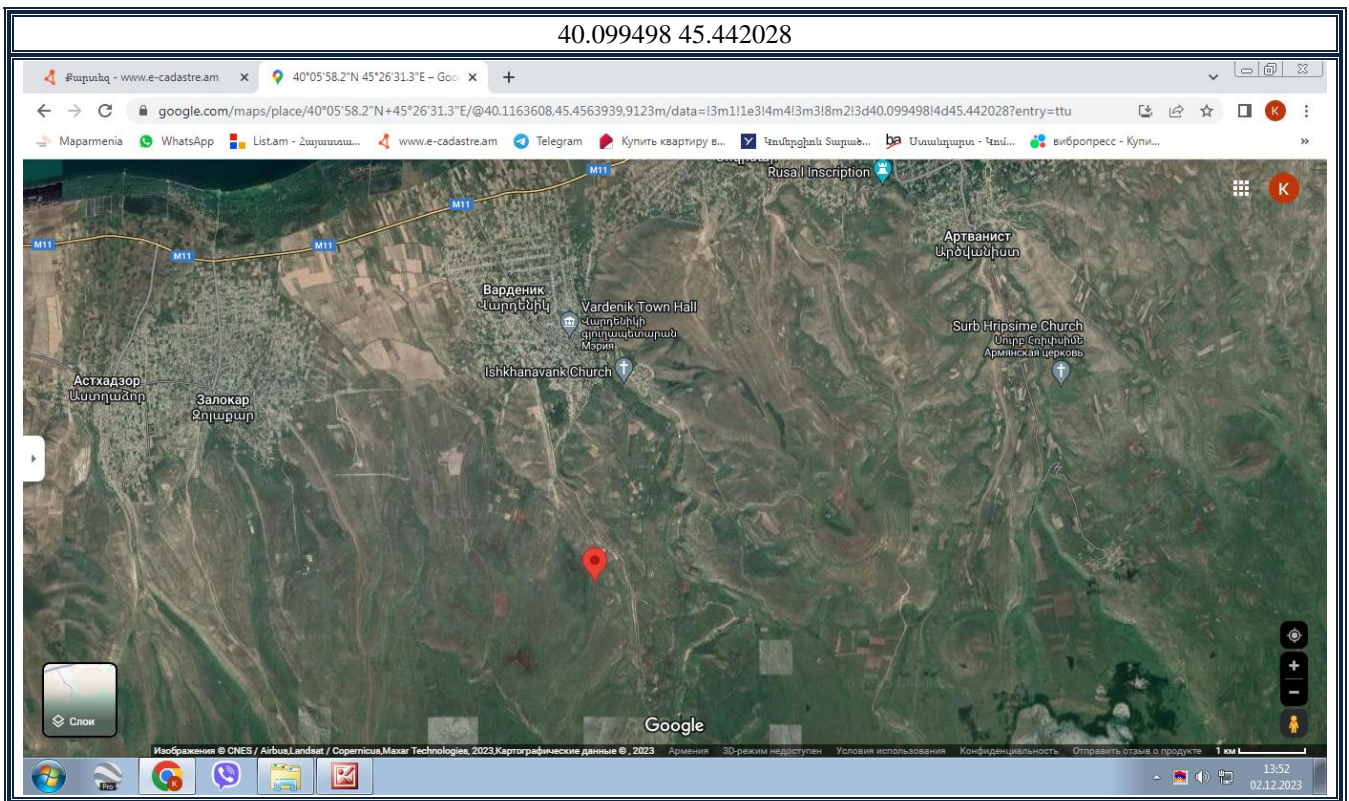 40.099498 45.442028
Քարտեզ - www.e-cadastre.am
40°05'58.2"N 45°26'31.3"E – Goo
google.com/maps/place/40°05'58.2"N+45°26'31.3"E/@40.1163608,45.4563939,9123m/data=!3m1!1e3!4m4!3m3!8m2!3d40.099498!4d45.442028?entry=ttu
K
Maparmenia
WhatsApp
List.am - Հայաստա...
www.e-cadastre.am
Telegram
Купить квартиру в...
Կոմերցիոն Տարած...
ba
Ստանդարտ - Կոմ...
вибропресс - Купи...
»
M11
Rusa I Inscription
K
M11
M11
M11
M11
Артванист
Արծվանիստ
Варденик
Վարդենիկ
Vardenik Town Hall
Վարդենիկի
գյուղապետարան
Мэрия
Surb Hripsime Church
Սուրբ Հռիփսիմե
Армянская церковь
Ishkhanavank Church
Астхадзор
Աստղաձոր
Залокар
Զոլաքար
Слои
Google
Изображения © CNES / Airbus,Landsat / Copernicus,Maxar Technologies, 2023,Картографические данные © , 2023
Армения
3D-режим недоступен
Условия использования
Конфиденциальность
Отправить отзыв о продукте
1 км
Pro
13:52
02.12.2023